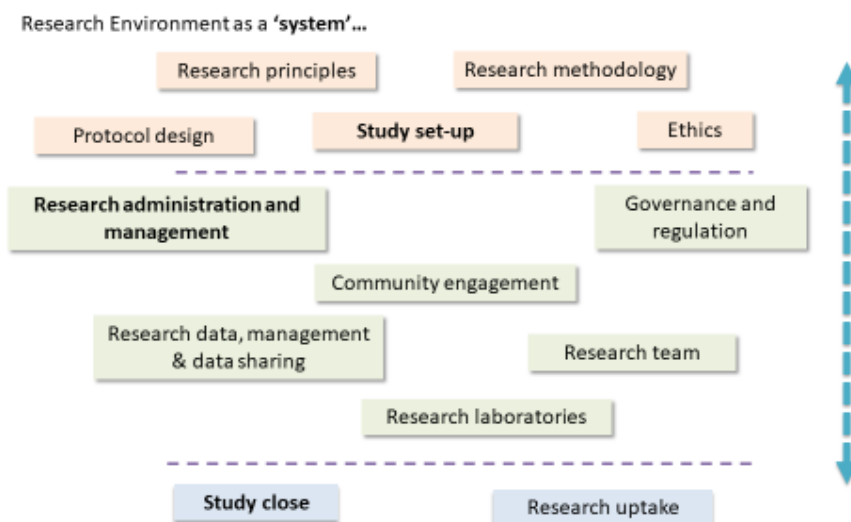 Research Environment as a 'system'...
Research principles
Research methodology
Protocol design
Study set-up
Ethics
Research administration and
management
Governance and
regulation
Community engagement
Research data, management
& data sharing
Research team
Research laboratories
Study close
Research uptake